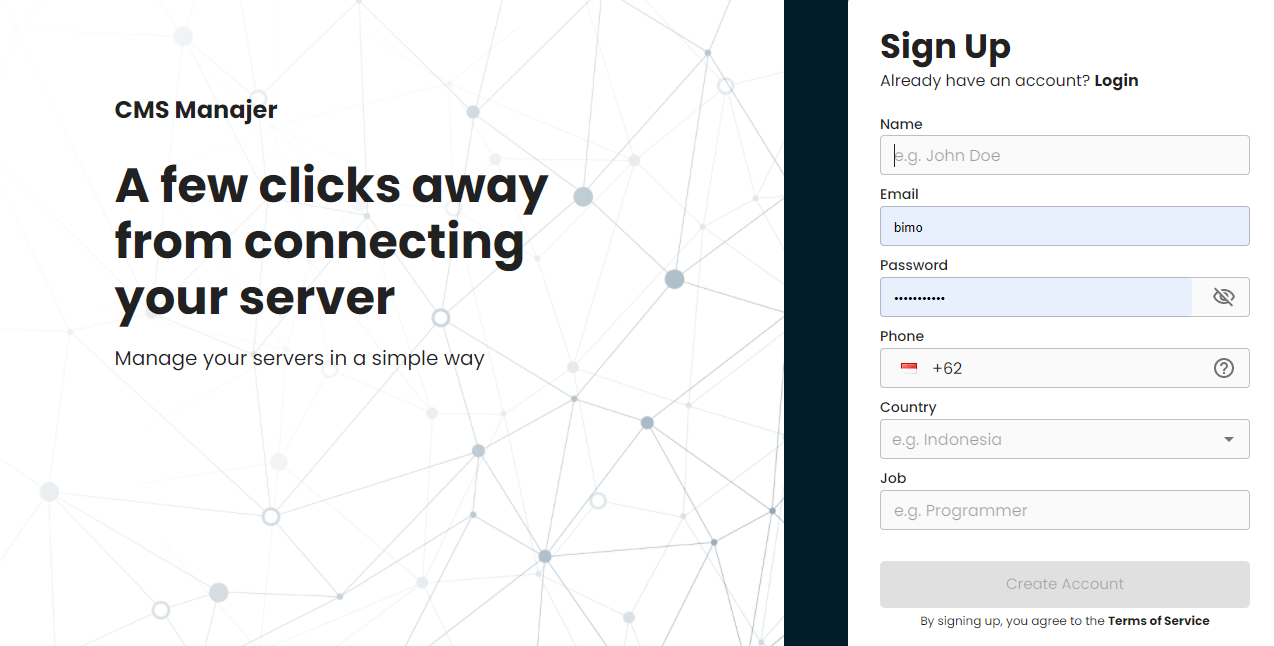 CMS Manajer
A few clicks away
from connecting
your server
Manage your servers in a simple way
Sign Up
Already have an account? Login
Name
e.g. John Doe
Email
bimo
Password
•••••••••••
Phone
+62
Country
e.g. Indonesia
Job
e.g. Programmer
Create Account
By signing up, you agree to the Terms of Service